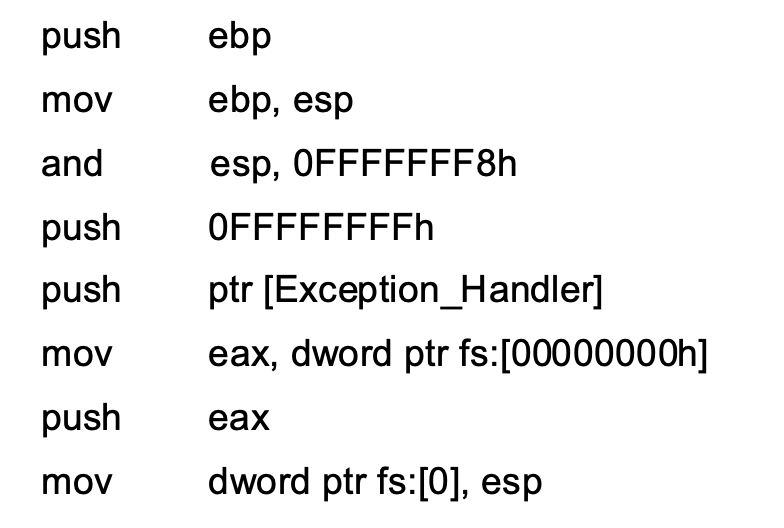 push ebp
mov ebp, esp
and esp, 0FFFFFFF8h
push 0FFFFFFFFh
push ptr [Exception_Handler]
mov eax, dword ptr fs:[00000000h]
push eax
mov dword ptr fs:[0], esp